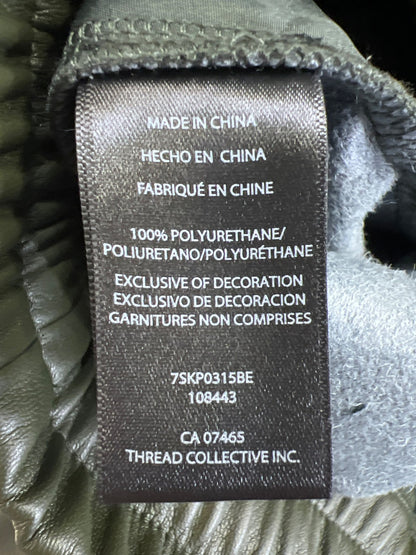 MADE IN CHINA
HECHO EN CHINA
FABRIQUÉ EN CHINE
100% POLYURETHANE/
POLIURETANO/POLYURÉTHANE
EXCLUSIVE OF DECORATION
EXCLUSIVO DE DECORACION
GARNITURES NON COMPRISES
7SKP0315BE
108443
CA 07465
THREAD COLLECTIVE INC.